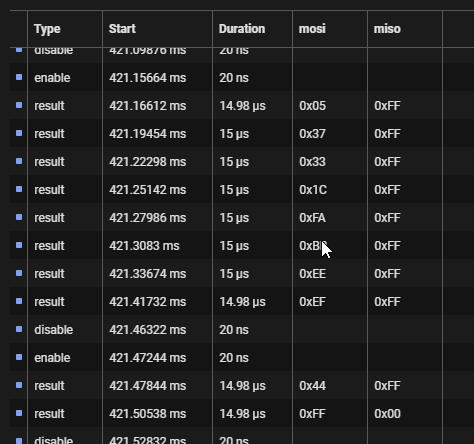 Type Start Duration mosi miso
disable 421.09876 ms 20 ns
enable 421.15664 ms 20 ns
result 421.16612 ms 14.98 µs 0x05 0xFF
result 421.19454 ms 15 µs 0x37 0xFF
result 421.22298 ms 15 µs 0x33 0xFF
result 421.25142 ms 15 µs 0x1C 0xFF
result 421.27986 ms 15 µs 0xFA 0xFF
result 421.3083 ms 15 µs 0xFF
result 421.33674 ms 15 µs 0xEE 0xFF
result 421.41732 ms 14.98 µs 0xEF 0xFF
disable 421.46322 ms 20 ns
enable 421.47244 ms 20 ns
result 421.47844 ms 14.98 µs 0x44 0xFF
result 421.50538 ms 14.98 µs 0xFF 0x00
disable 421.52832 ms 20 ns